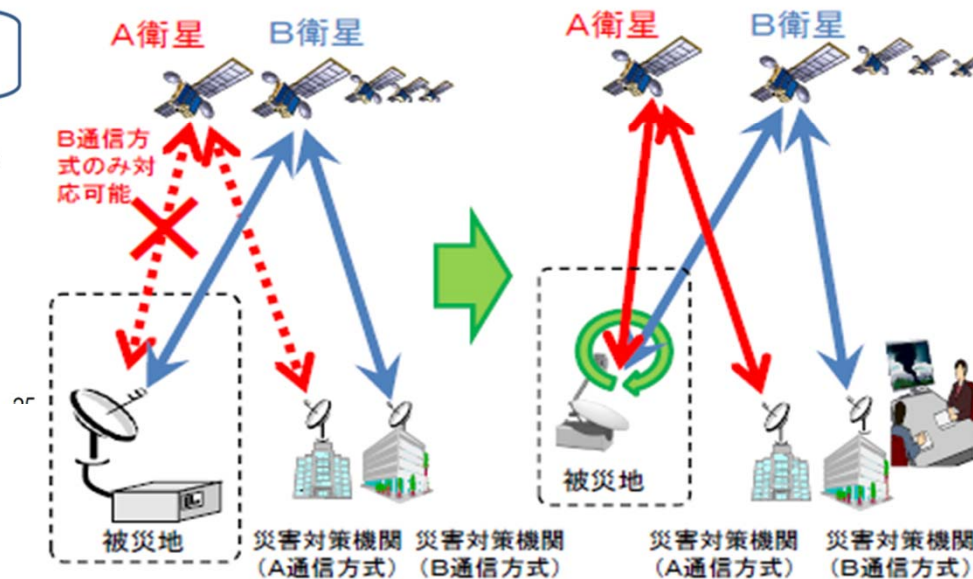 A衛星
B衛星
B通信方
式のみ対
応可能
被災地
災害対策機関
(A通信方式)
災害対策機関
(B通信方式)
A衛星
B衛星
被災地
災害対策機関
(A通信方式)
災害対策機関
(B通信方式)